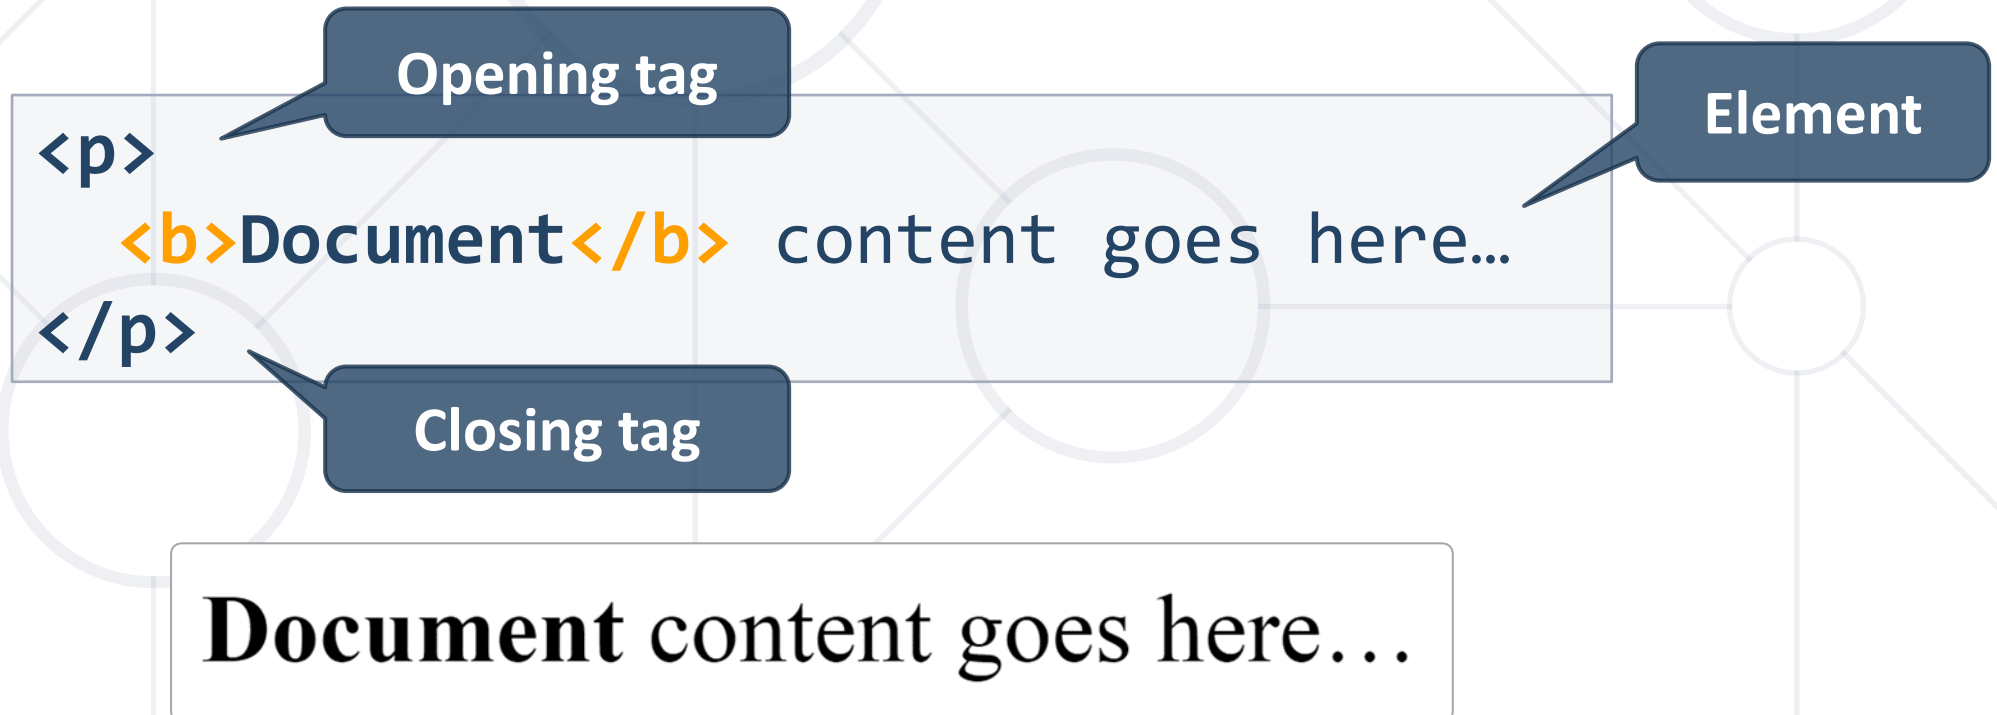 Opening tag
Element
<p>
<b>Document</b> content goes here…
</p>
Closing tag
Document content goes here…